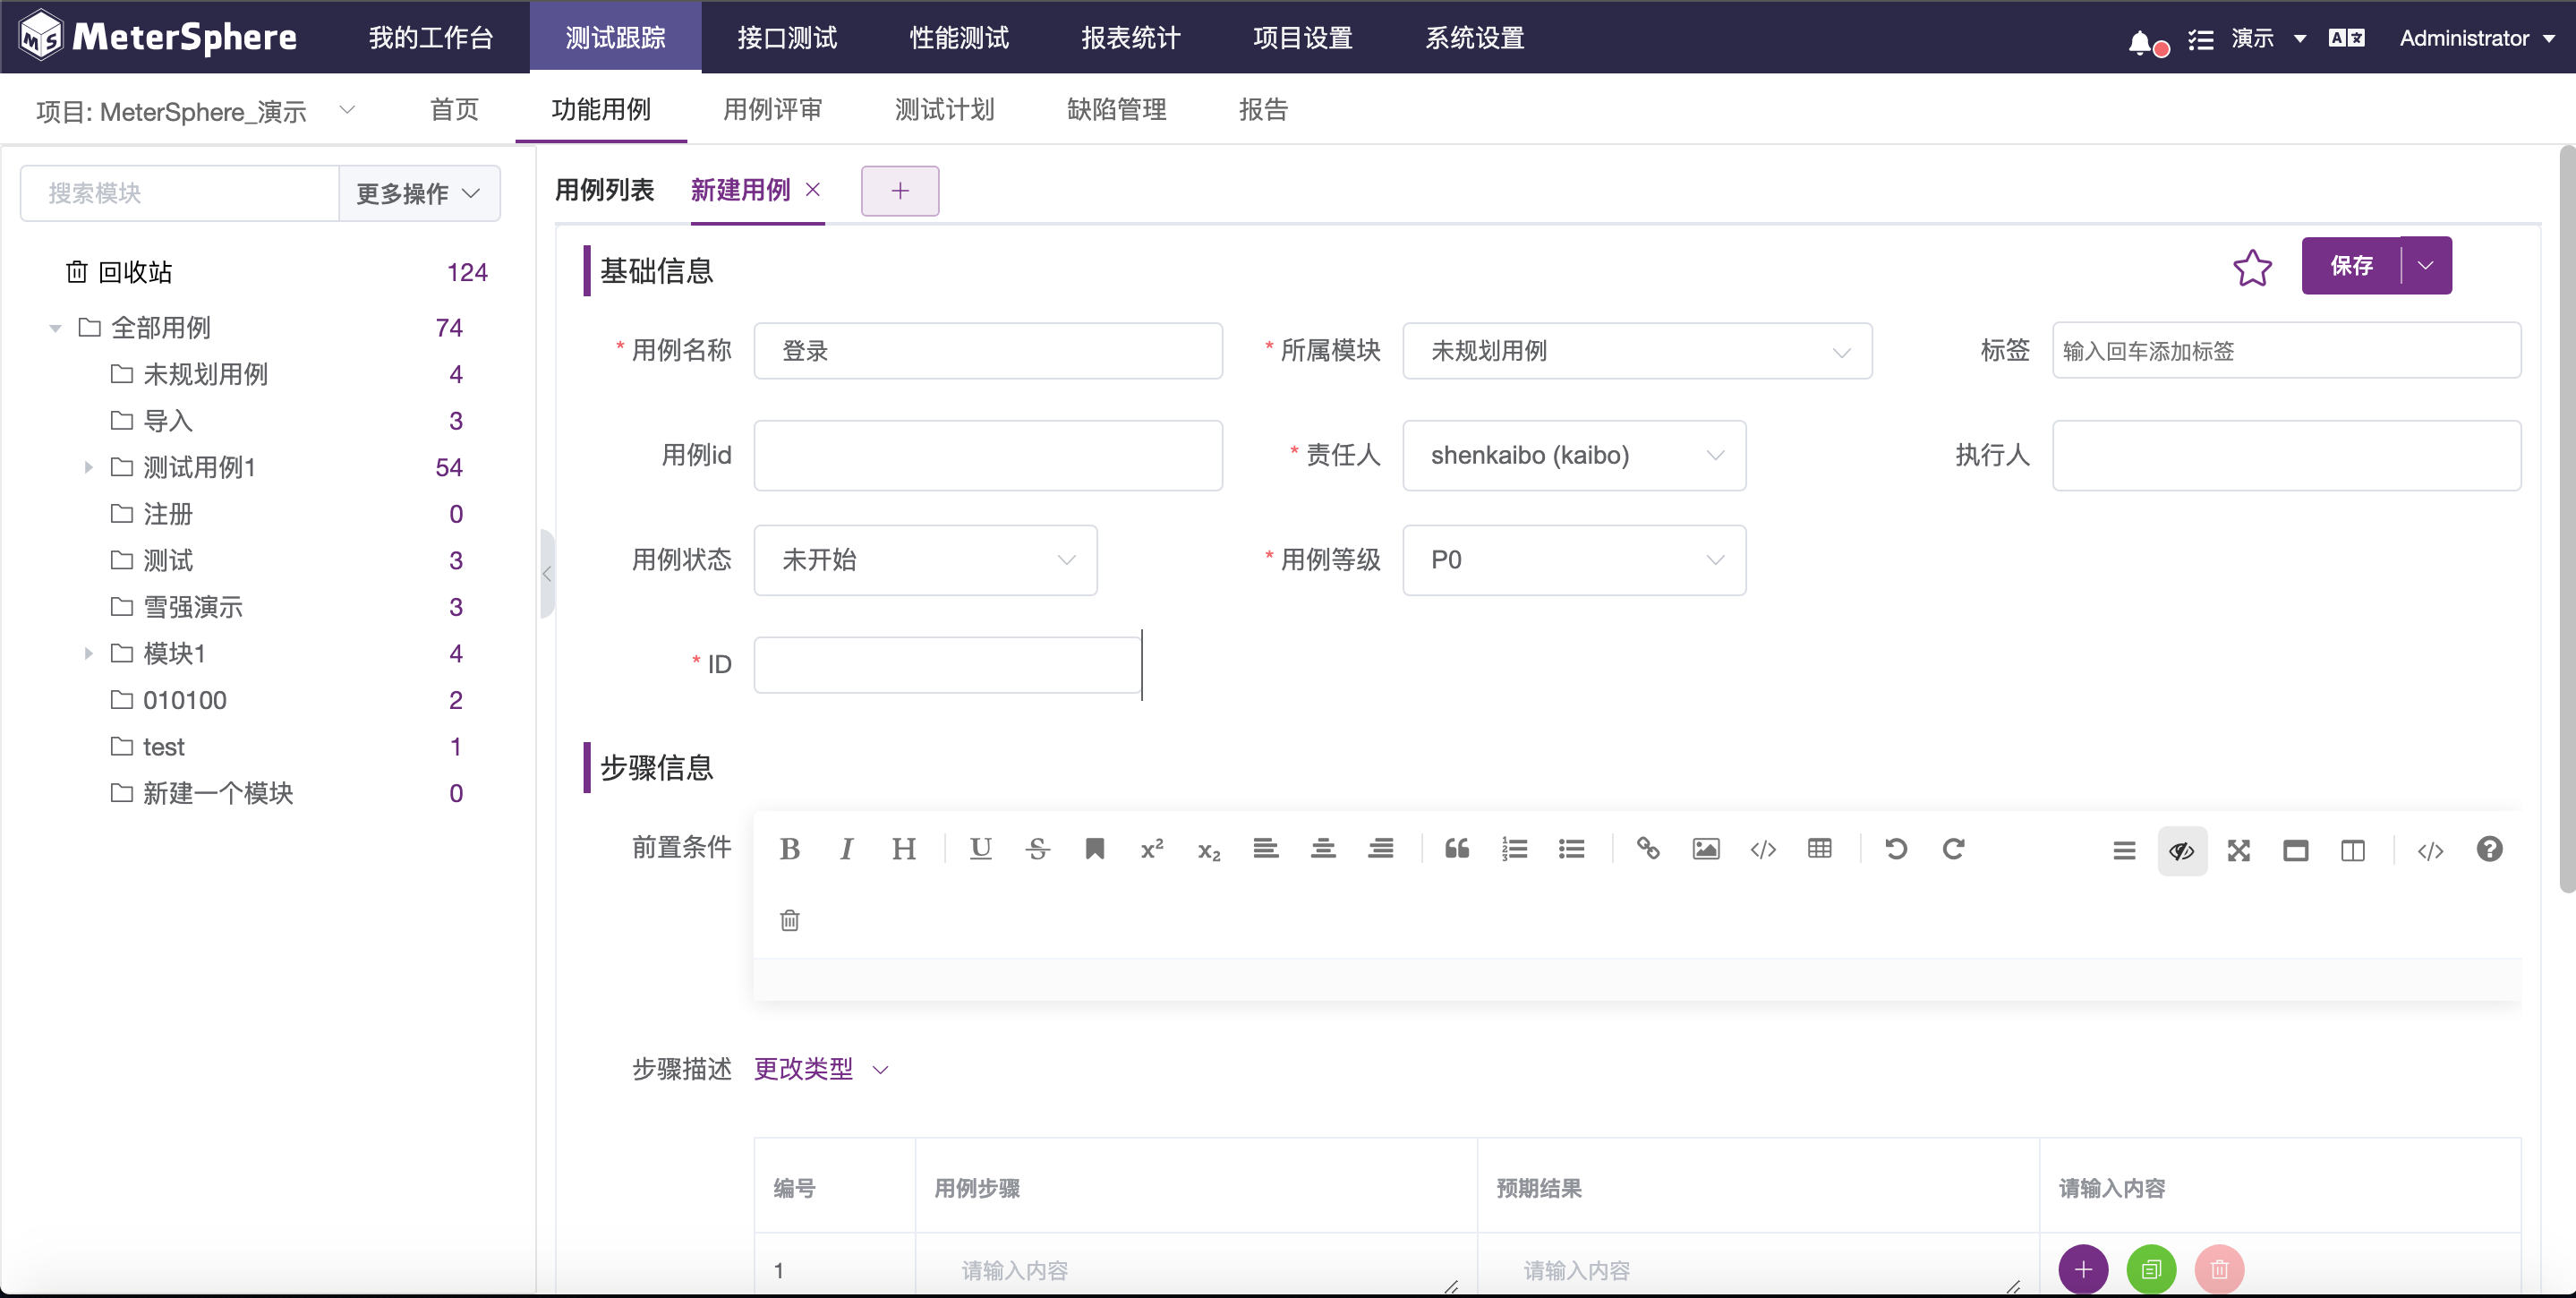 MeterSphere 我的工作台 测试跟踪 接口测试 性能测试 报表统计 项目设置 系统设置 演示 Administrator
项目: MeterSphere_演示 首页 功能用例 用例评审 测试计划 缺陷管理 报告
搜索模块 更多操作
回收站 124
全部用例 74
未规划用例 4
导入 3
测试用例1 54
注册 0
测试 3
雪强演示 3
模块1 4
010100 2
test 1
新建一个模块 0
用例列表 新建用例
基础信息 保存
* 用例名称 登录 * 所属模块 未规划用例 标签 输入回车添加标签
用例id * 责任人 shenkaibo (kaibo) 执行人
用例状态 未开始 * 用例等级 P0
* ID
步骤信息
前置条件
步骤描述 更改类型
编号 用例步骤 预期结果 请输入内容
1 请输入内容 请输入内容